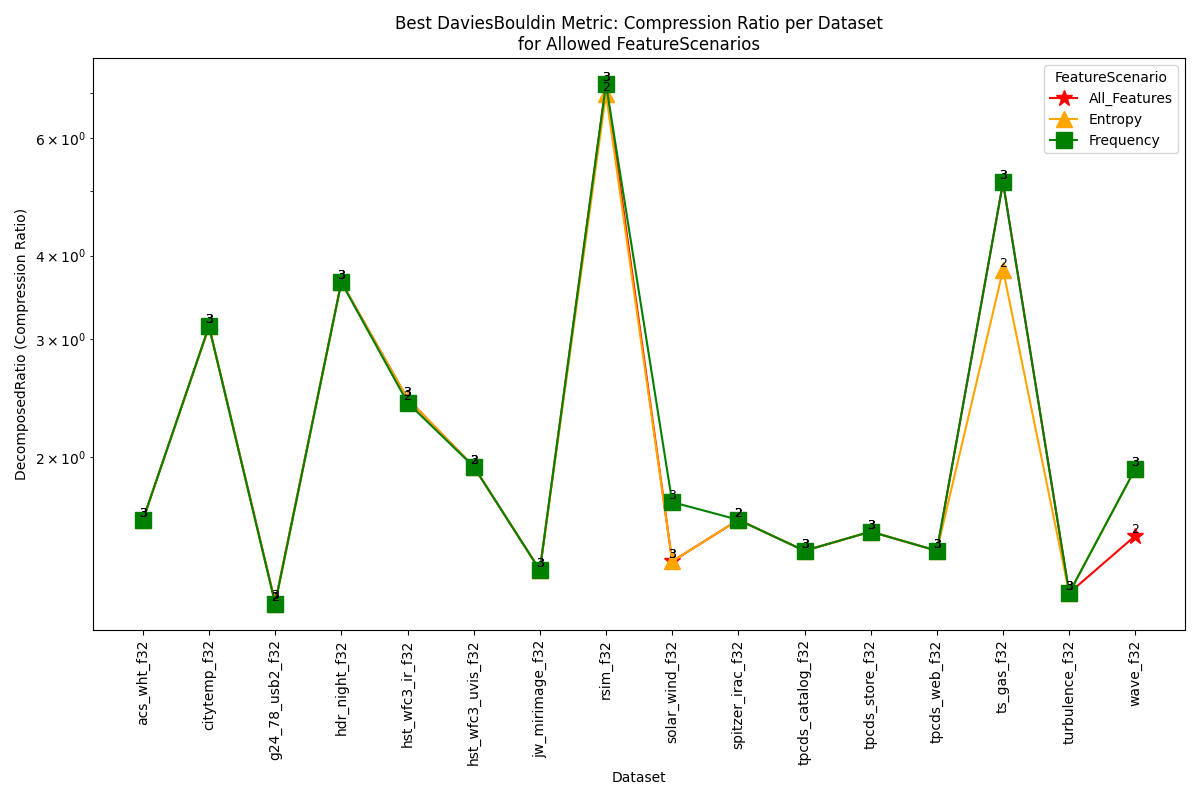 Best DaviesBouldin Metric: Compression Ratio per Dataset
for Allowed FeatureScenarios
FeatureScenario
All_Features
Entropy
Frequency
DecomposedRatio (Compression Ratio)
6 × 10⁰
4 × 10⁰
3 × 10⁰
2 × 10⁰
3
3
3
3
2
3
2
3
3
2
3
3
2
3
3
3
3
2
3
3
2
acs_wht_f32
citytemp_f32
g24_78_usb2_f32
hdr_night_f32
hst_wfc3_ir_f32
hst_wfc3_uvis_f32
jw_mirimage_f32
rsim_f32
solar_wind_f32
spitzer_irac_f32
tpcds_catalog_f32
tpcds_store_f32
tpcds_web_f32
ts_gas_f32
turbulence_f32
wave_f32
Dataset